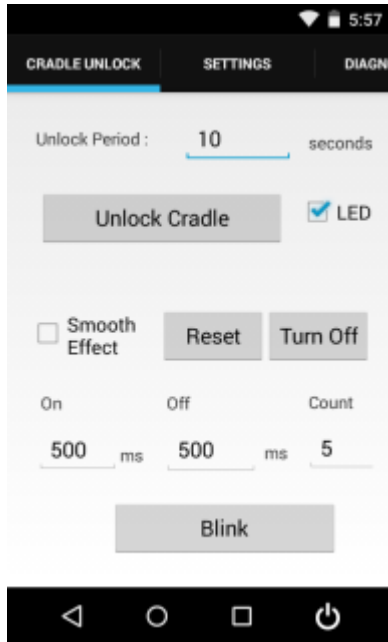 5:57
CRADLE UNLOCK SETTINGS DIAGN
Unlock Period : 10 seconds
Unlock Cradle LED
Smooth
Effect
Reset Turn Off
On Off Count
500 ms 500 ms 5
Blink